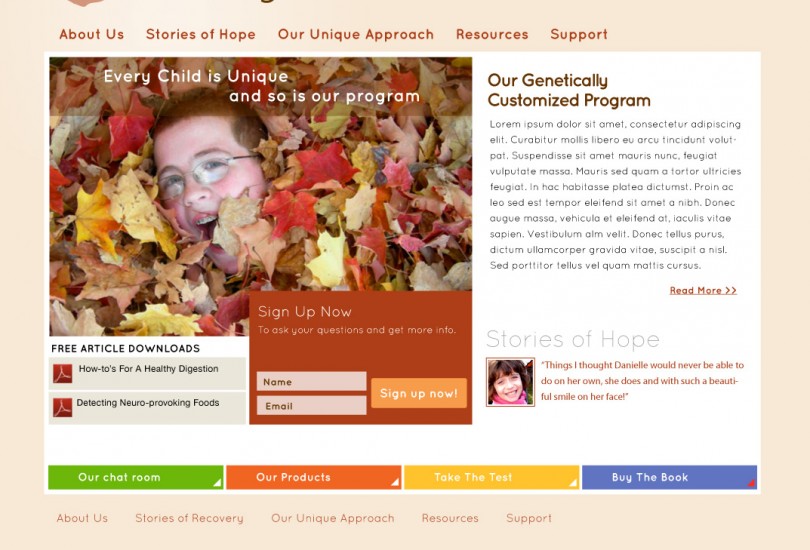 About Us Stories of Hope Our Unique Approach Resources Support
Every Child is Unique
and so is our program
Our Genetically
Customized Program
Lorem ipsum dolor sit amet, consectetur adipiscing
elit. Curabitur mollis libero eu arcu tincidunt volut-
pat. Suspendisse sit amet mauris nunc, feugiat
vulputate massa. Mauris sed quam a tortor ultricies
feugiat. In hac habitasse platea dictumst. Proin ac
leo sed est tempor eleifend sit amet a nibh. Donec
augue massa, vehicula et eleifend at, iaculis vitae
sapien. Vestibulum alm velit. Donec tellus purus,
dictum ullamcorper gravida vitae, suscipit a nisl.
Sed porttitor tellus vel quam mattis cursus.
Read More >>
FREE ARTICLE DOWNLOADS
How-to's For A Healthy Digestion
Detecting Neuro-provoking Foods
Sign Up Now
To ask your questions and get more info.
Name
Email
Sign up now!
Stories of Hope
“Things I thought Danielle would never be able to
do on her own, she does and with such a beauti-
ful smile on her face!”
Our chat room Our Products Take The Test Buy The Book
About Us Stories of Recovery Our Unique Approach Resources Support